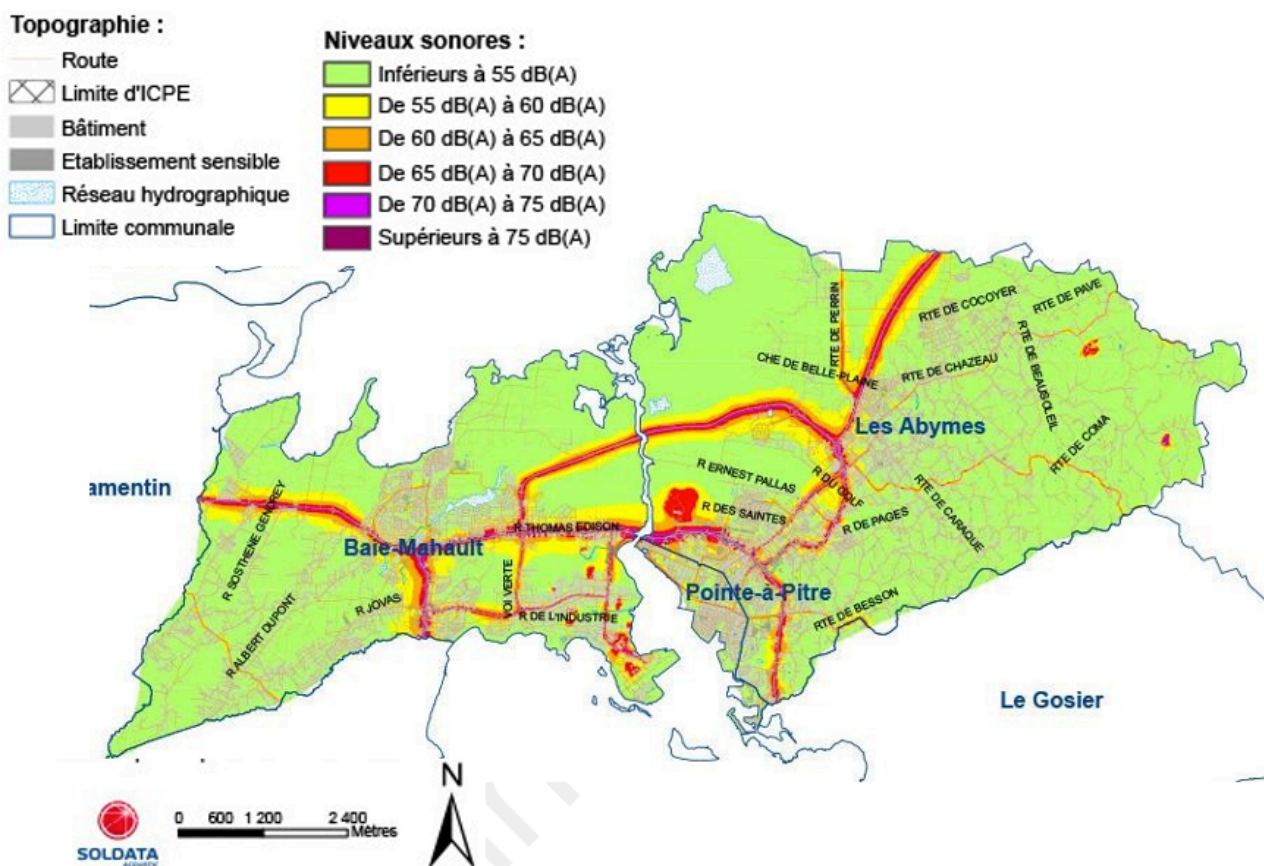 Topographie :
Route
Limite d'ICPE
Bâtiment
Etablissement sensible
Réseau hydrographique
Limite communale
Niveaux sonores :
Inférieurs à 55 dB(A)
De 55 dB(A) à 60 dB(A)
De 60 dB(A) à 65 dB(A)
De 65 dB(A) à 70 dB(A)
De 70 dB(A) à 75 dB(A)
Supérieurs à 75 dB(A)
RTE DE PERRIN
RTE DE COCOYER
RTE DE PAVE
CHE DE BELLE-PLAINE
RTE DE CHAZEAU
RTE DE BEAUSOLEIL
Les Abymes
RTE DE COMA
amentin
R SOSTHENE GENDREY
R ERNEST PALLAS
R DU GOLF
RTE DE CARAQUE
R DES SAINTES
R THOMAS EDISON
R DE PAGES
Baie-Mahault
VOI VERTE
Pointe-à-Pitre
R JOVAS
R DE L'INDUSTRIE
RTE DE BESSON
R ALBERT DUPONT
Le Gosier
N
0 600 1 200 2 400
Mètres
SOLDATA
ACOUSTIC